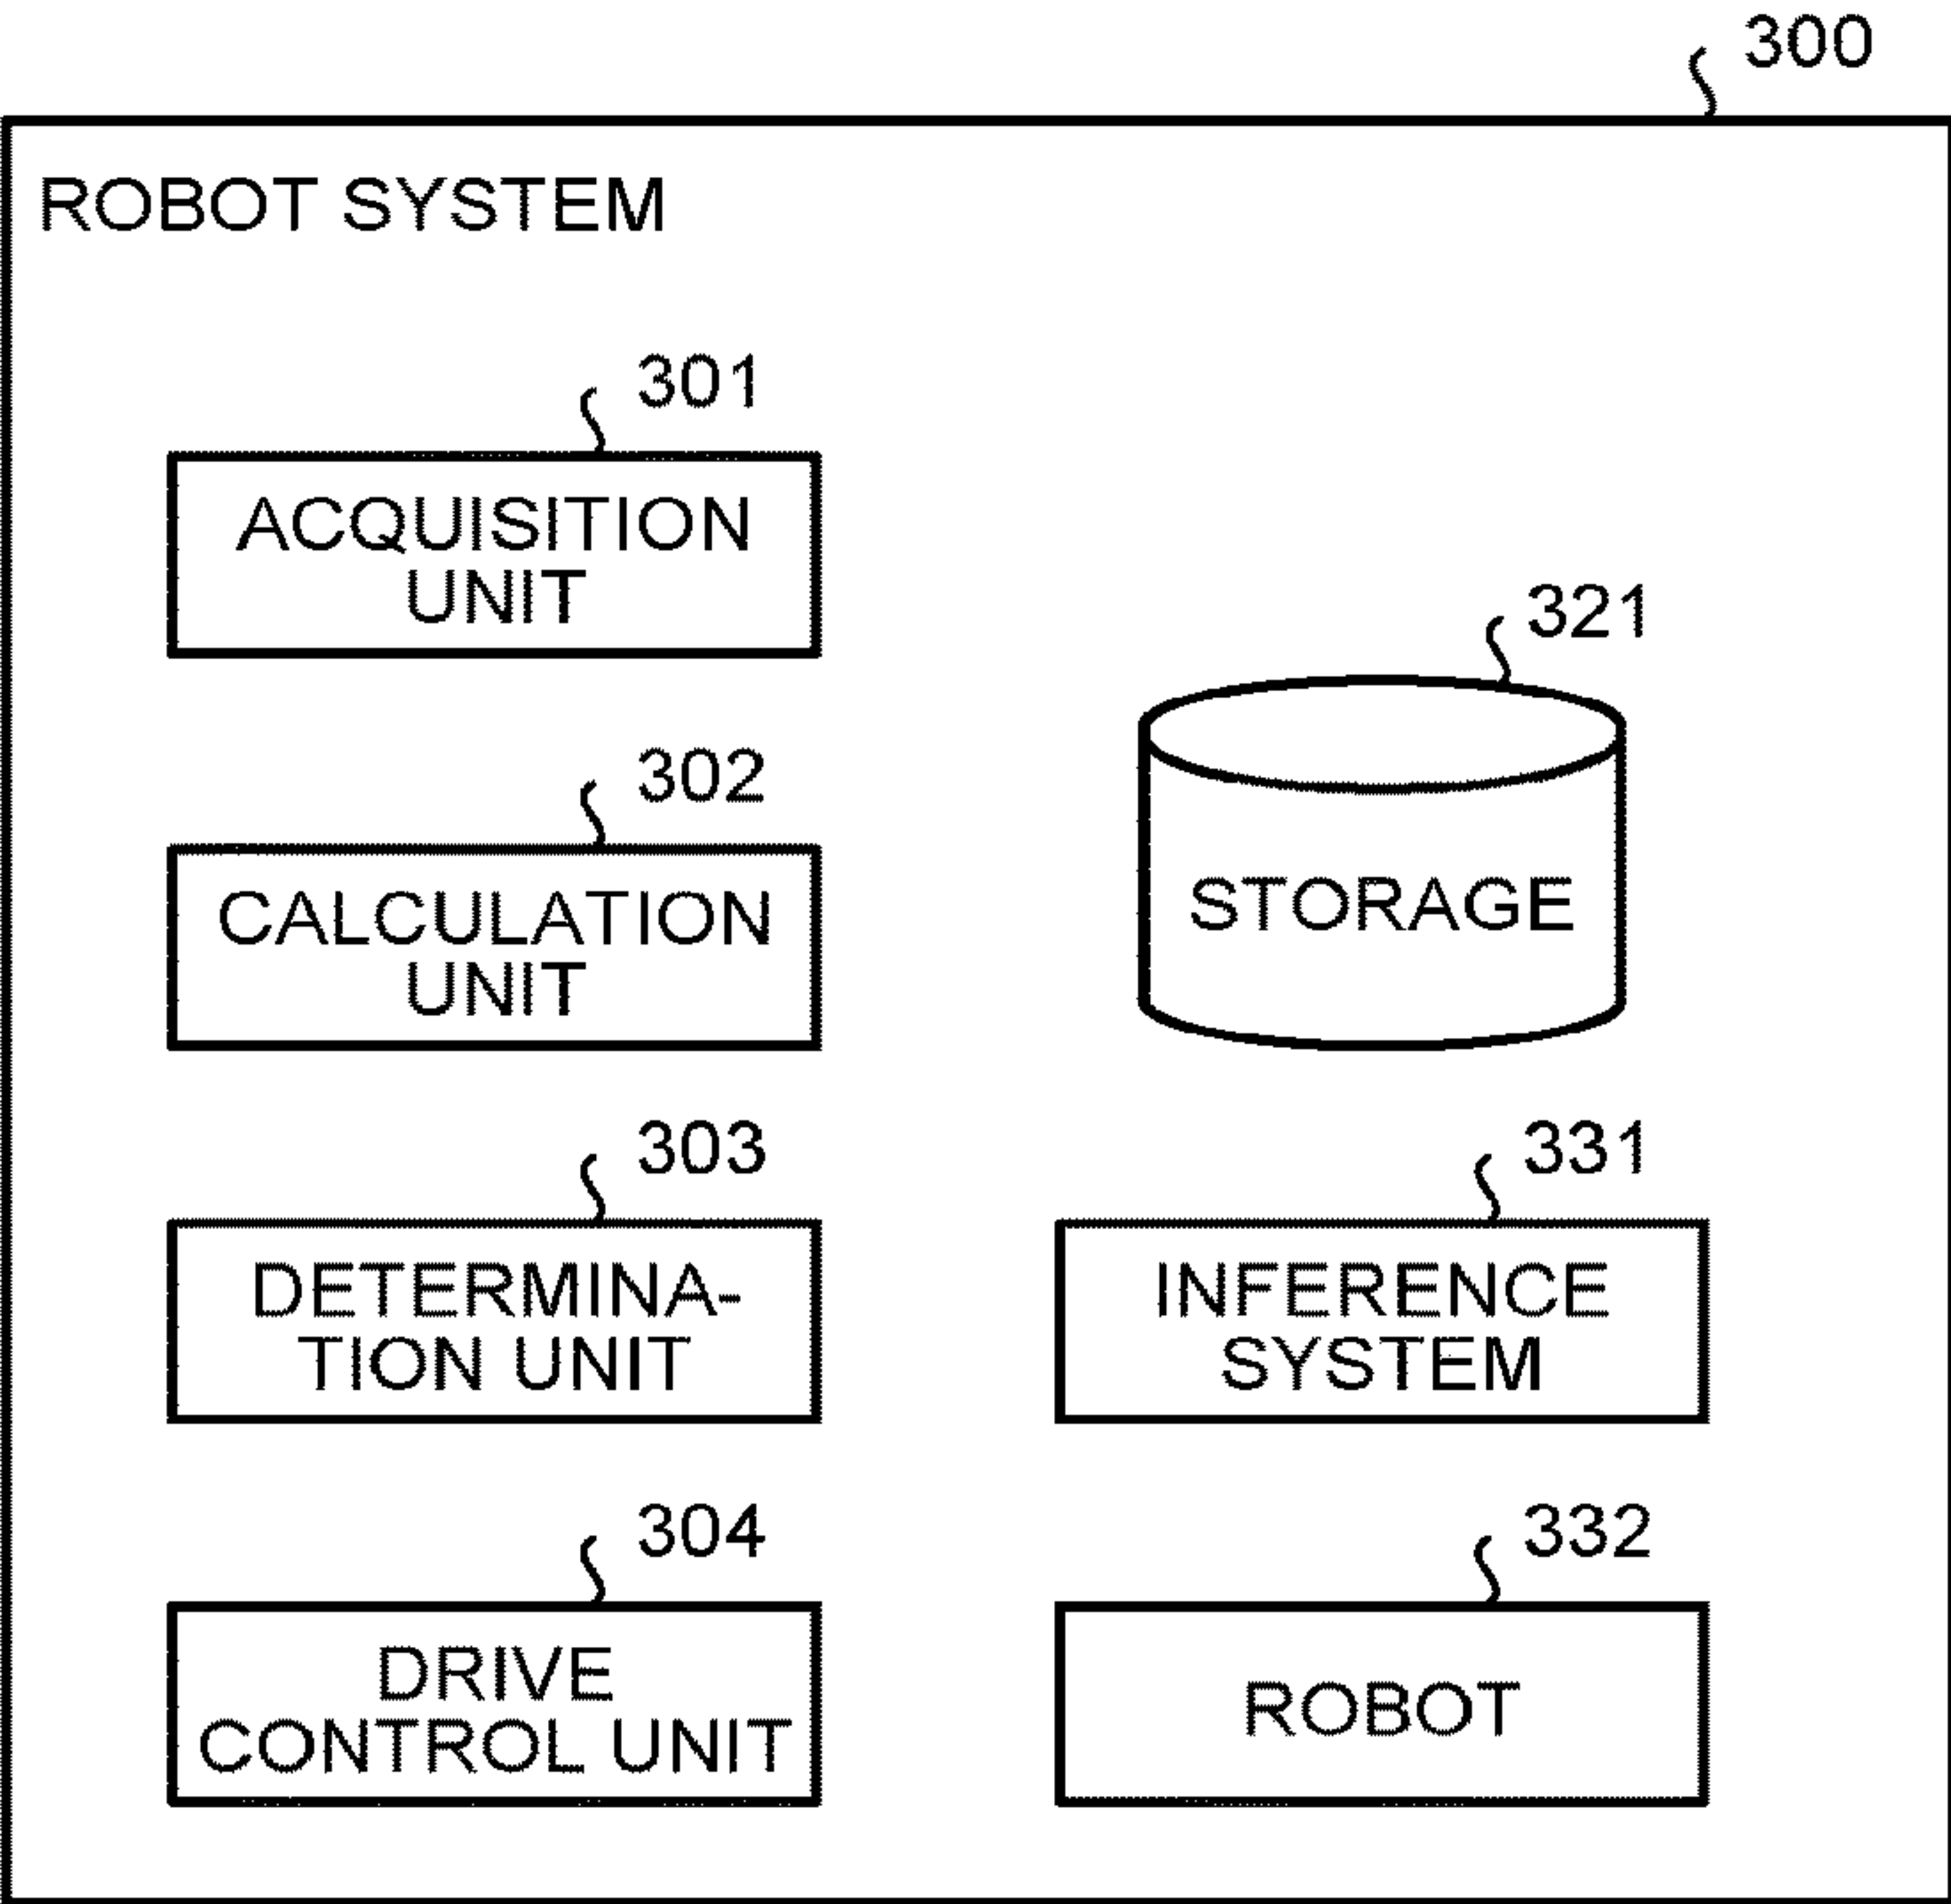 300
ROBOT SYSTEM
301
ACQUISITION
UNIT
302
CALCULATION
UNIT
303
DETERMINA-
TION UNIT
304
DRIVE
CONTROL UNIT
321
STORAGE
331
INFERENCE
SYSTEM
332
ROBOT